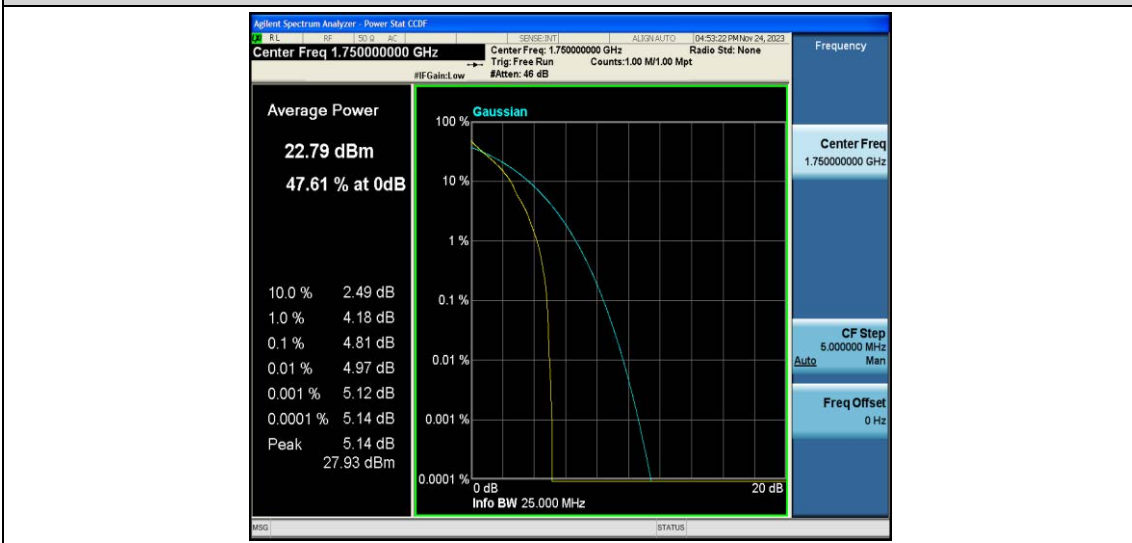 Agilent Spectrum Analyzer - Power Stat CCDF
LXI RL RF 50 Ω AC SENSE:INT ALIGN AUTO 04:53:22 PM Nov 24, 2023
Center Freq 1.750000000 GHz
Center Freq: 1.750000000 GHz Radio Std: None
Trig: Free Run Counts:1.00 M/1.00 Mpt
#IFGain:Low #Atten: 46 dB
Frequency
Average Power
22.79 dBm
47.61 % at 0dB
10.0 % 2.49 dB
1.0 % 4.18 dB
0.1 % 4.81 dB
0.01 % 4.97 dB
0.001 % 5.12 dB
0.0001 % 5.14 dB
Peak 5.14 dB
27.93 dBm
Gaussian
100 %
10 %
1 %
0.1 %
0.01 %
0.001 %
0.0001 %
0 dB 20 dB
Info BW 25.000 MHz
Center Freq
1.750000000 GHz
CF Step
5.000000 MHz
Auto Man
Freq Offset
0 Hz
MSG STATUS